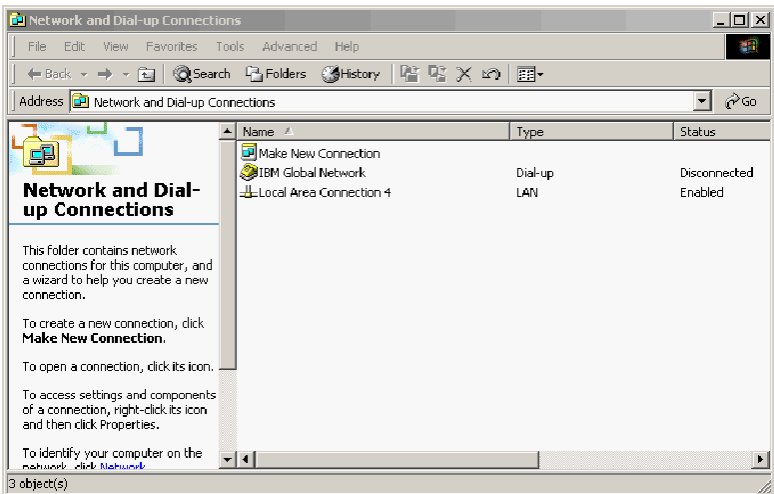 Network and Dial-up Connections
File Edit View Favorites Tools Advanced Help
Back Search Folders History
Address Network and Dial-up Connections Go
Name Type Status
Make New Connection
IBM Global Network Dial-up Disconnected
Local Area Connection 4 LAN Enabled
Network and Dial-
up Connections
This folder contains network
connections for this computer, and
a wizard to help you create a new
connection.
To create a new connection, click
Make New Connection.
To open a connection, click its icon.
To access settings and components
of a connection, right-click its icon
and then click Properties.
To identify your computer on the
network, click Network
3 object(s)